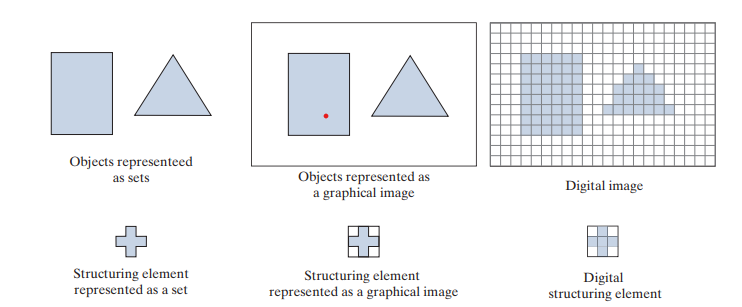 Objects representeed
as sets
Objects represented as
a graphical image
Digital image
Structuring element
represented as a set
Structuring element
represented as a graphical image
Digital
structuring element